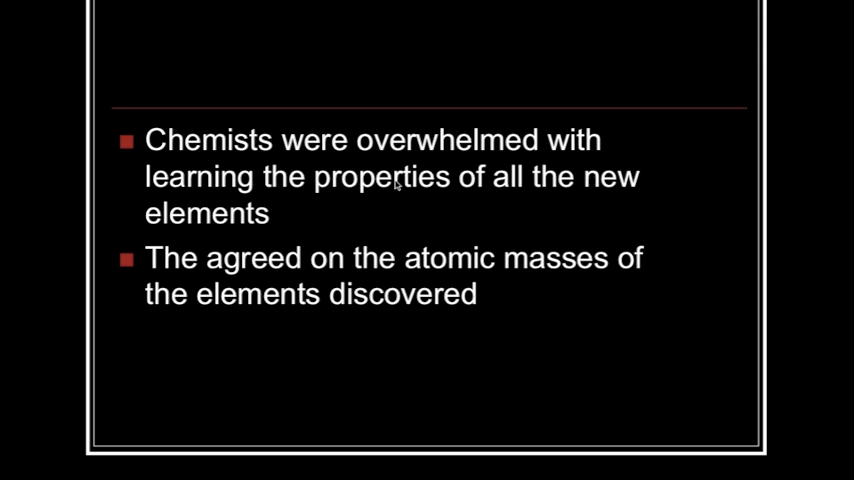 Chemists were overwhelmed with
learning the properties of all the new
elements
The agreed on the atomic masses of
the elements discovered